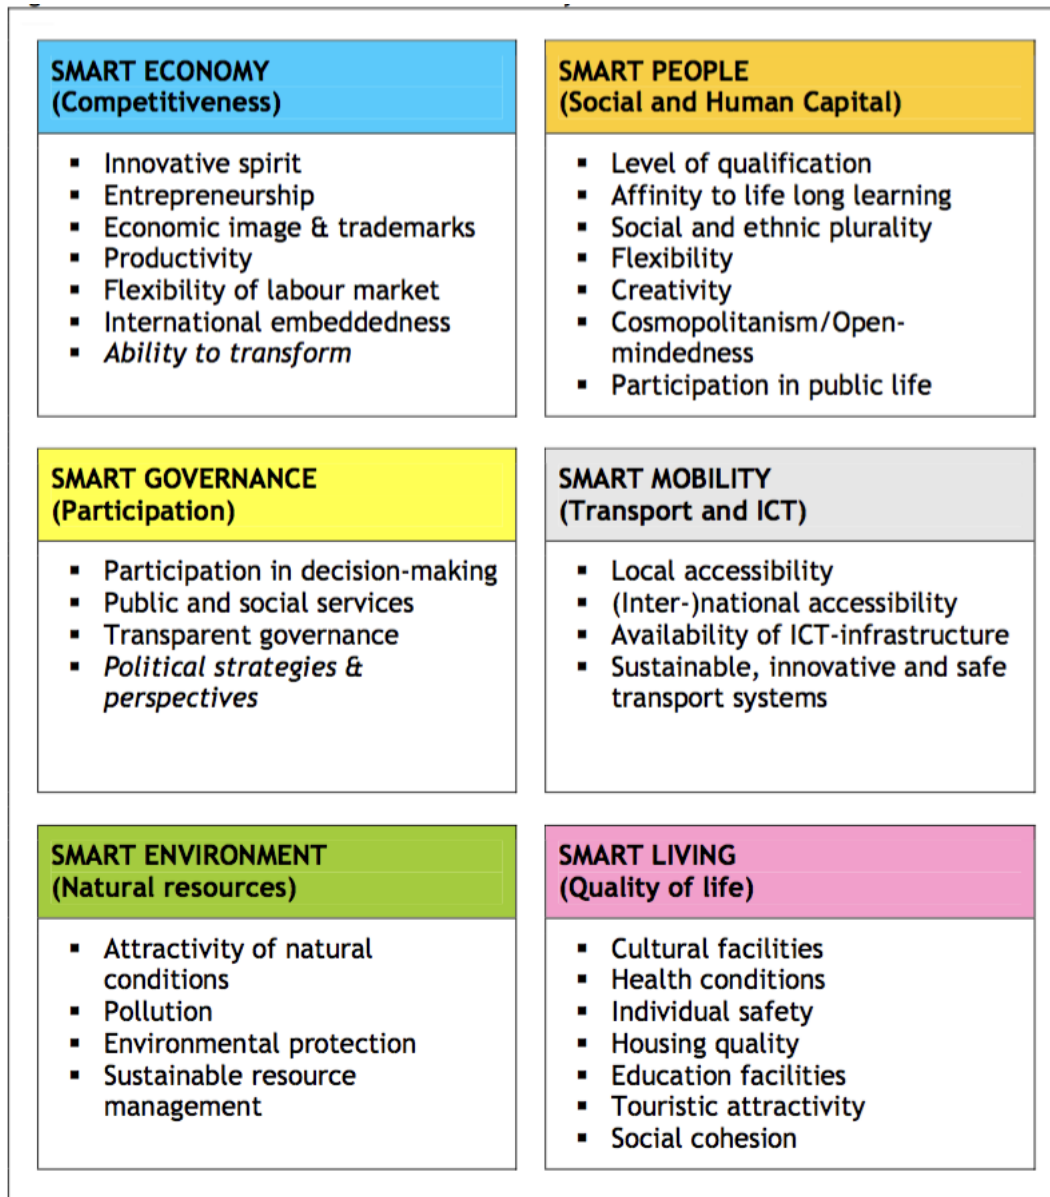 SMART ECONOMY
(Competitiveness)
▪ Innovative spirit
▪ Entrepreneurship
▪ Economic image & trademarks
▪ Productivity
▪ Flexibility of labour market
▪ International embeddedness
▪ Ability to transform
SMART PEOPLE
(Social and Human Capital)
▪ Level of qualification
▪ Affinity to life long learning
▪ Social and ethnic plurality
▪ Flexibility
▪ Creativity
▪ Cosmopolitanism/Open-
mindedness
▪ Participation in public life
SMART GOVERNANCE
(Participation)
▪ Participation in decision-making
▪ Public and social services
▪ Transparent governance
▪ Political strategies &
perspectives
SMART MOBILITY
(Transport and ICT)
▪ Local accessibility
▪ (Inter-)national accessibility
▪ Availability of ICT-infrastructure
▪ Sustainable, innovative and safe
transport systems
SMART ENVIRONMENT
(Natural resources)
▪ Attractivity of natural
conditions
▪ Pollution
▪ Environmental protection
▪ Sustainable resource
management
SMART LIVING
(Quality of life)
▪ Cultural facilities
▪ Health conditions
▪ Individual safety
▪ Housing quality
▪ Education facilities
▪ Touristic attractivity
▪ Social cohesion